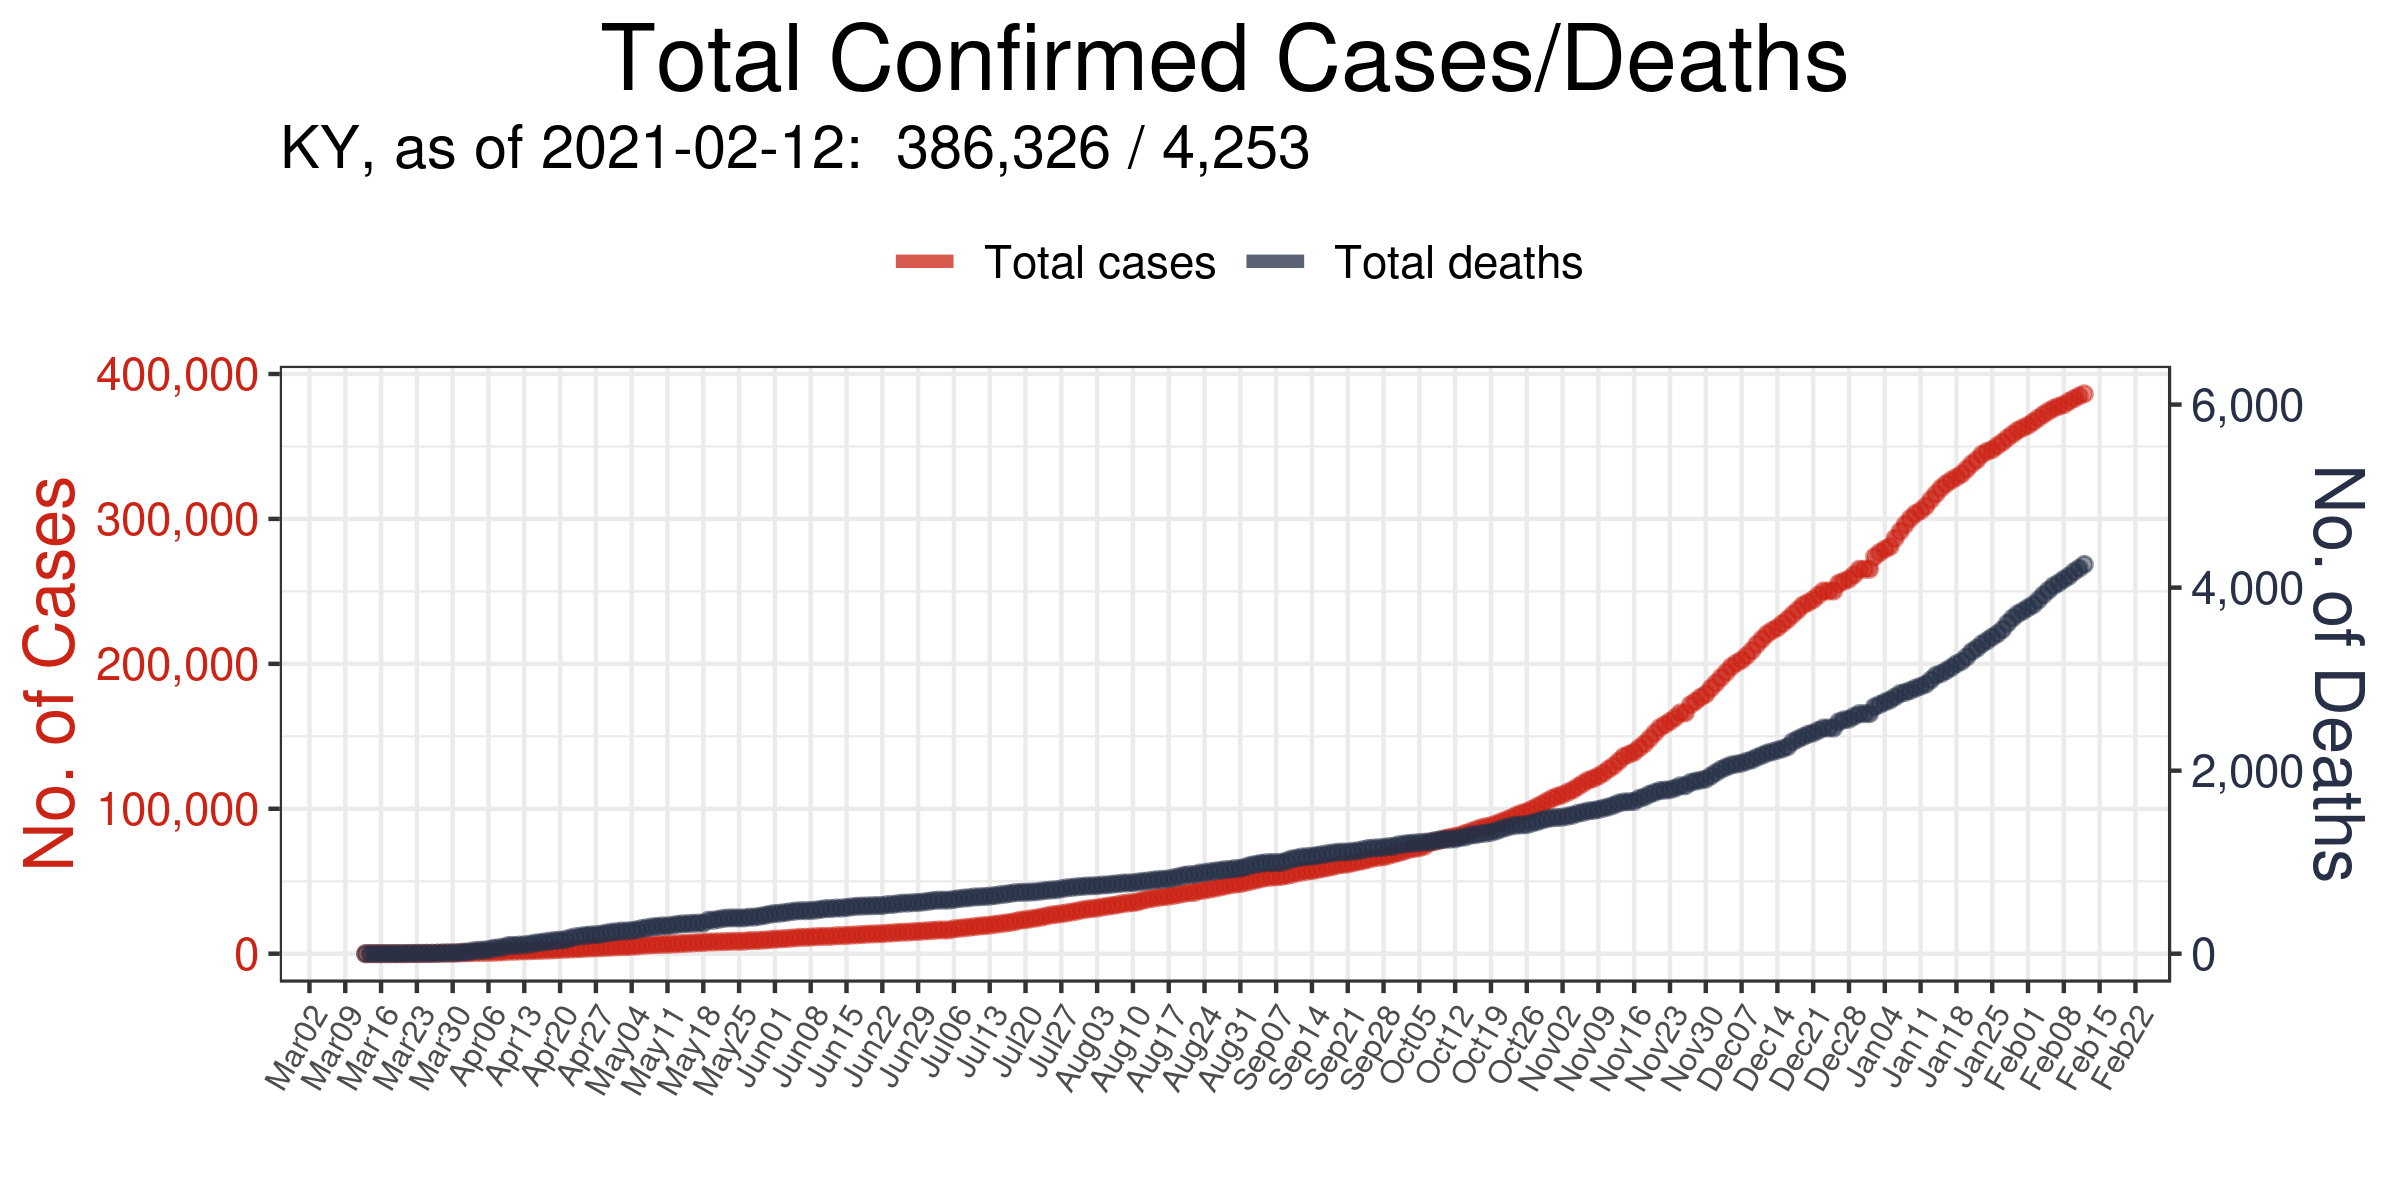 Total Confirmed Cases/Deaths
KY, as of 2021-02-12:  386,326 / 4,253
Total cases
Total deaths
No. of Cases
400,000
300,000
200,000
100,000
0
6,000
4,000
2,000
0
No. of Deaths
Mar02
Mar09
Mar16
Mar23
Mar30
Apr06
Apr13
Apr20
Apr27
May04
May11
May18
May25
Jun01
Jun08
Jun15
Jun22
Jun29
Jul06
Jul13
Jul20
Jul27
Aug03
Aug10
Aug17
Aug24
Aug31
Sep07
Sep14
Sep21
Sep28
Oct05
Oct12
Oct19
Oct26
Nov02
Nov09
Nov16
Nov23
Nov30
Dec07
Dec14
Dec21
Dec28
Jan04
Jan11
Jan18
Jan25
Feb01
Feb08
Feb15
Feb22